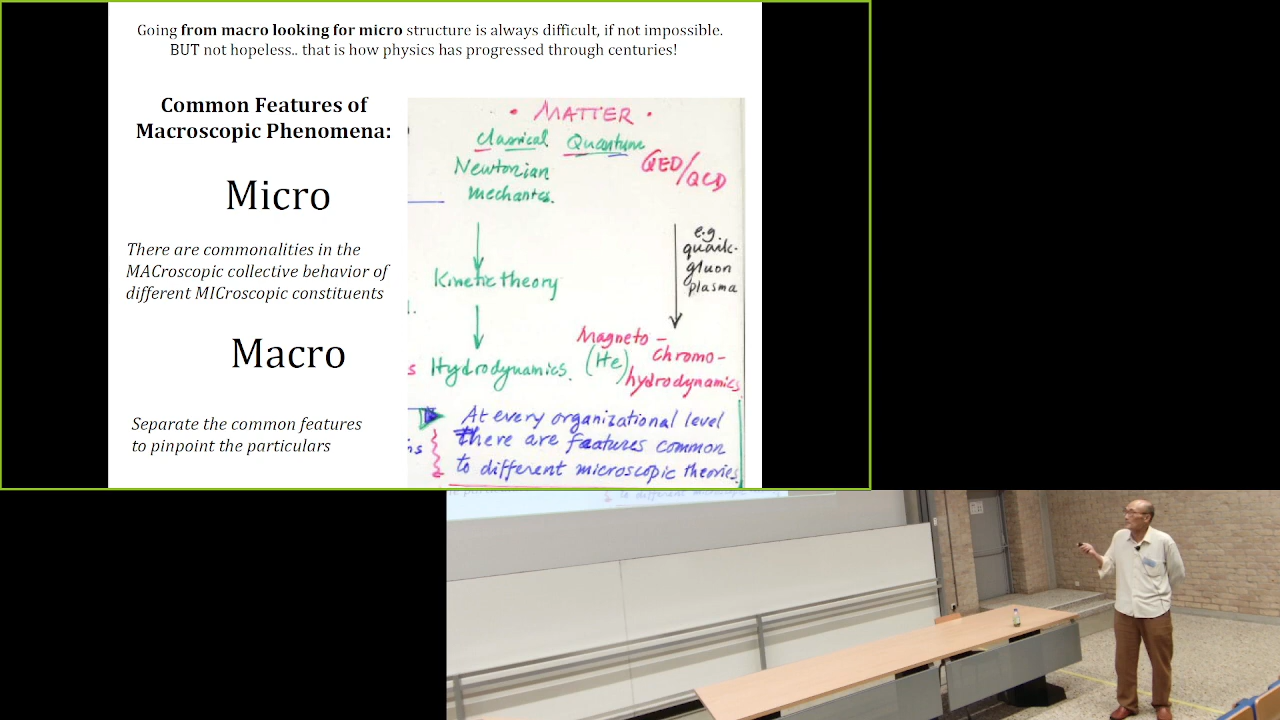 Going from macro looking for micro structure is always difficult, if not impossible.
BUT not hopeless.. that is how physics has progressed through centuries!
Common Features of
Macroscopic Phenomena:
Micro
There are commonalities in the
MACroscopic collective behavior of
different MICroscopic constituents
Macro
Separate the common features
to pinpoint the particulars
• MATTER •
Classical Quantum
Newtonian
mechanics.
QED/QCD
e.g.
quark-
gluon
plasma
Kinetic theory
Hydrodynamics.
Magneto-
(He) chromo-
hydrodynamics
At every organizational level
there are features common
to different microscopic theories.